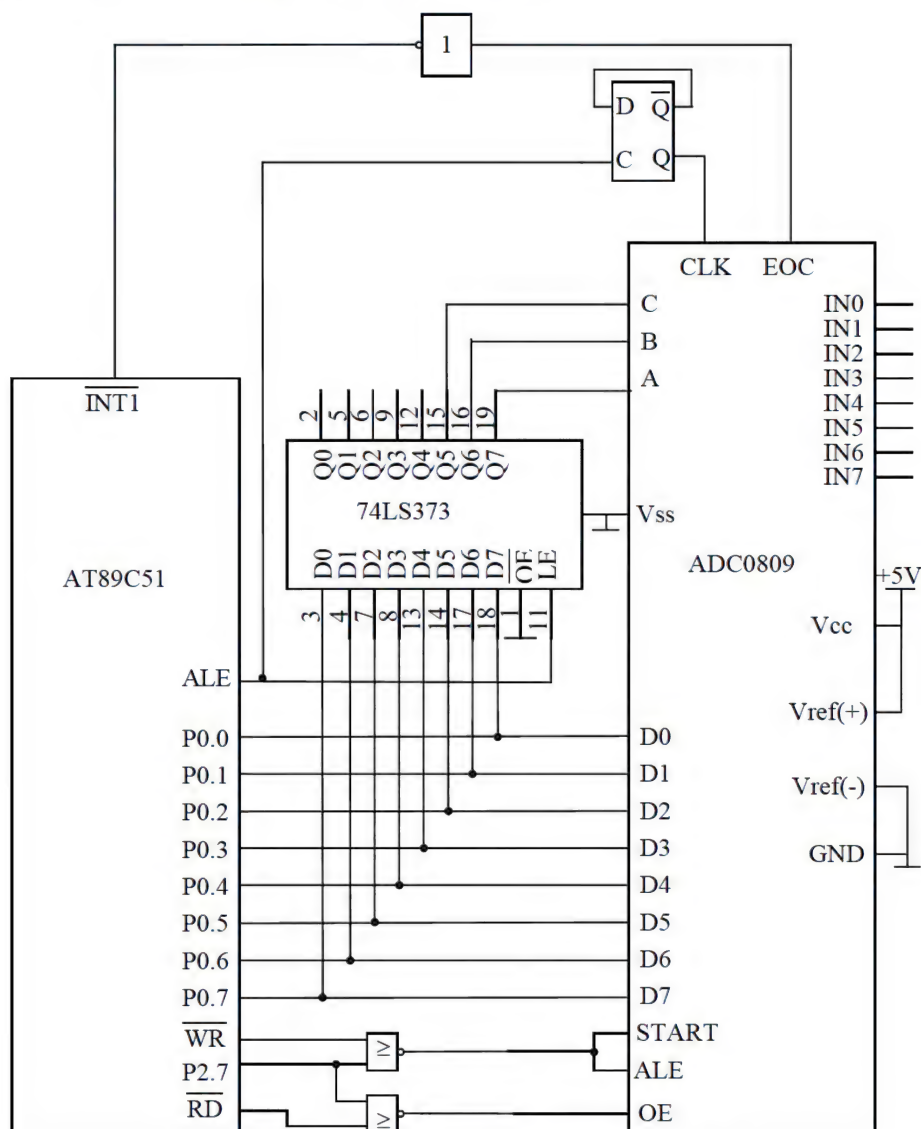 1
D Q
C Q
CLK EOC
C
B
A
IN0
IN1
IN2
IN3
IN4
IN5
IN6
IN7
INT1
2 5 6 9 12 15 16 19
Q0 Q1 Q2 Q3 Q4 Q5 Q6 Q7
74LS373
Vss
D0 D1 D2 D3 D4 D5 D6 D7 OE LE
3 4 7 8 13 14 17 18 1 11
AT89C51
ADC0809
+5V
Vcc
Vref(+)
Vref(-)
GND
ALE
P0.0 D0
P0.1 D1
P0.2 D2
P0.3 D3
P0.4 D4
P0.5 D5
P0.6 D6
P0.7 D7
WR ≥ START
P2.7 ALE
RD ≥ OE